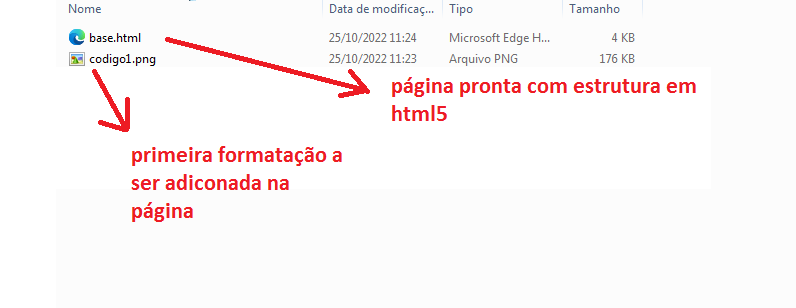 Nome Data de modificaç... Tipo Tamanho
base.html 25/10/2022 11:24 Microsoft Edge H... 4 KB
codigo1.png 25/10/2022 11:23 Arquivo PNG 176 KB
página pronta com estrutura em
html5
primeira formatação a
ser adiconada na
página